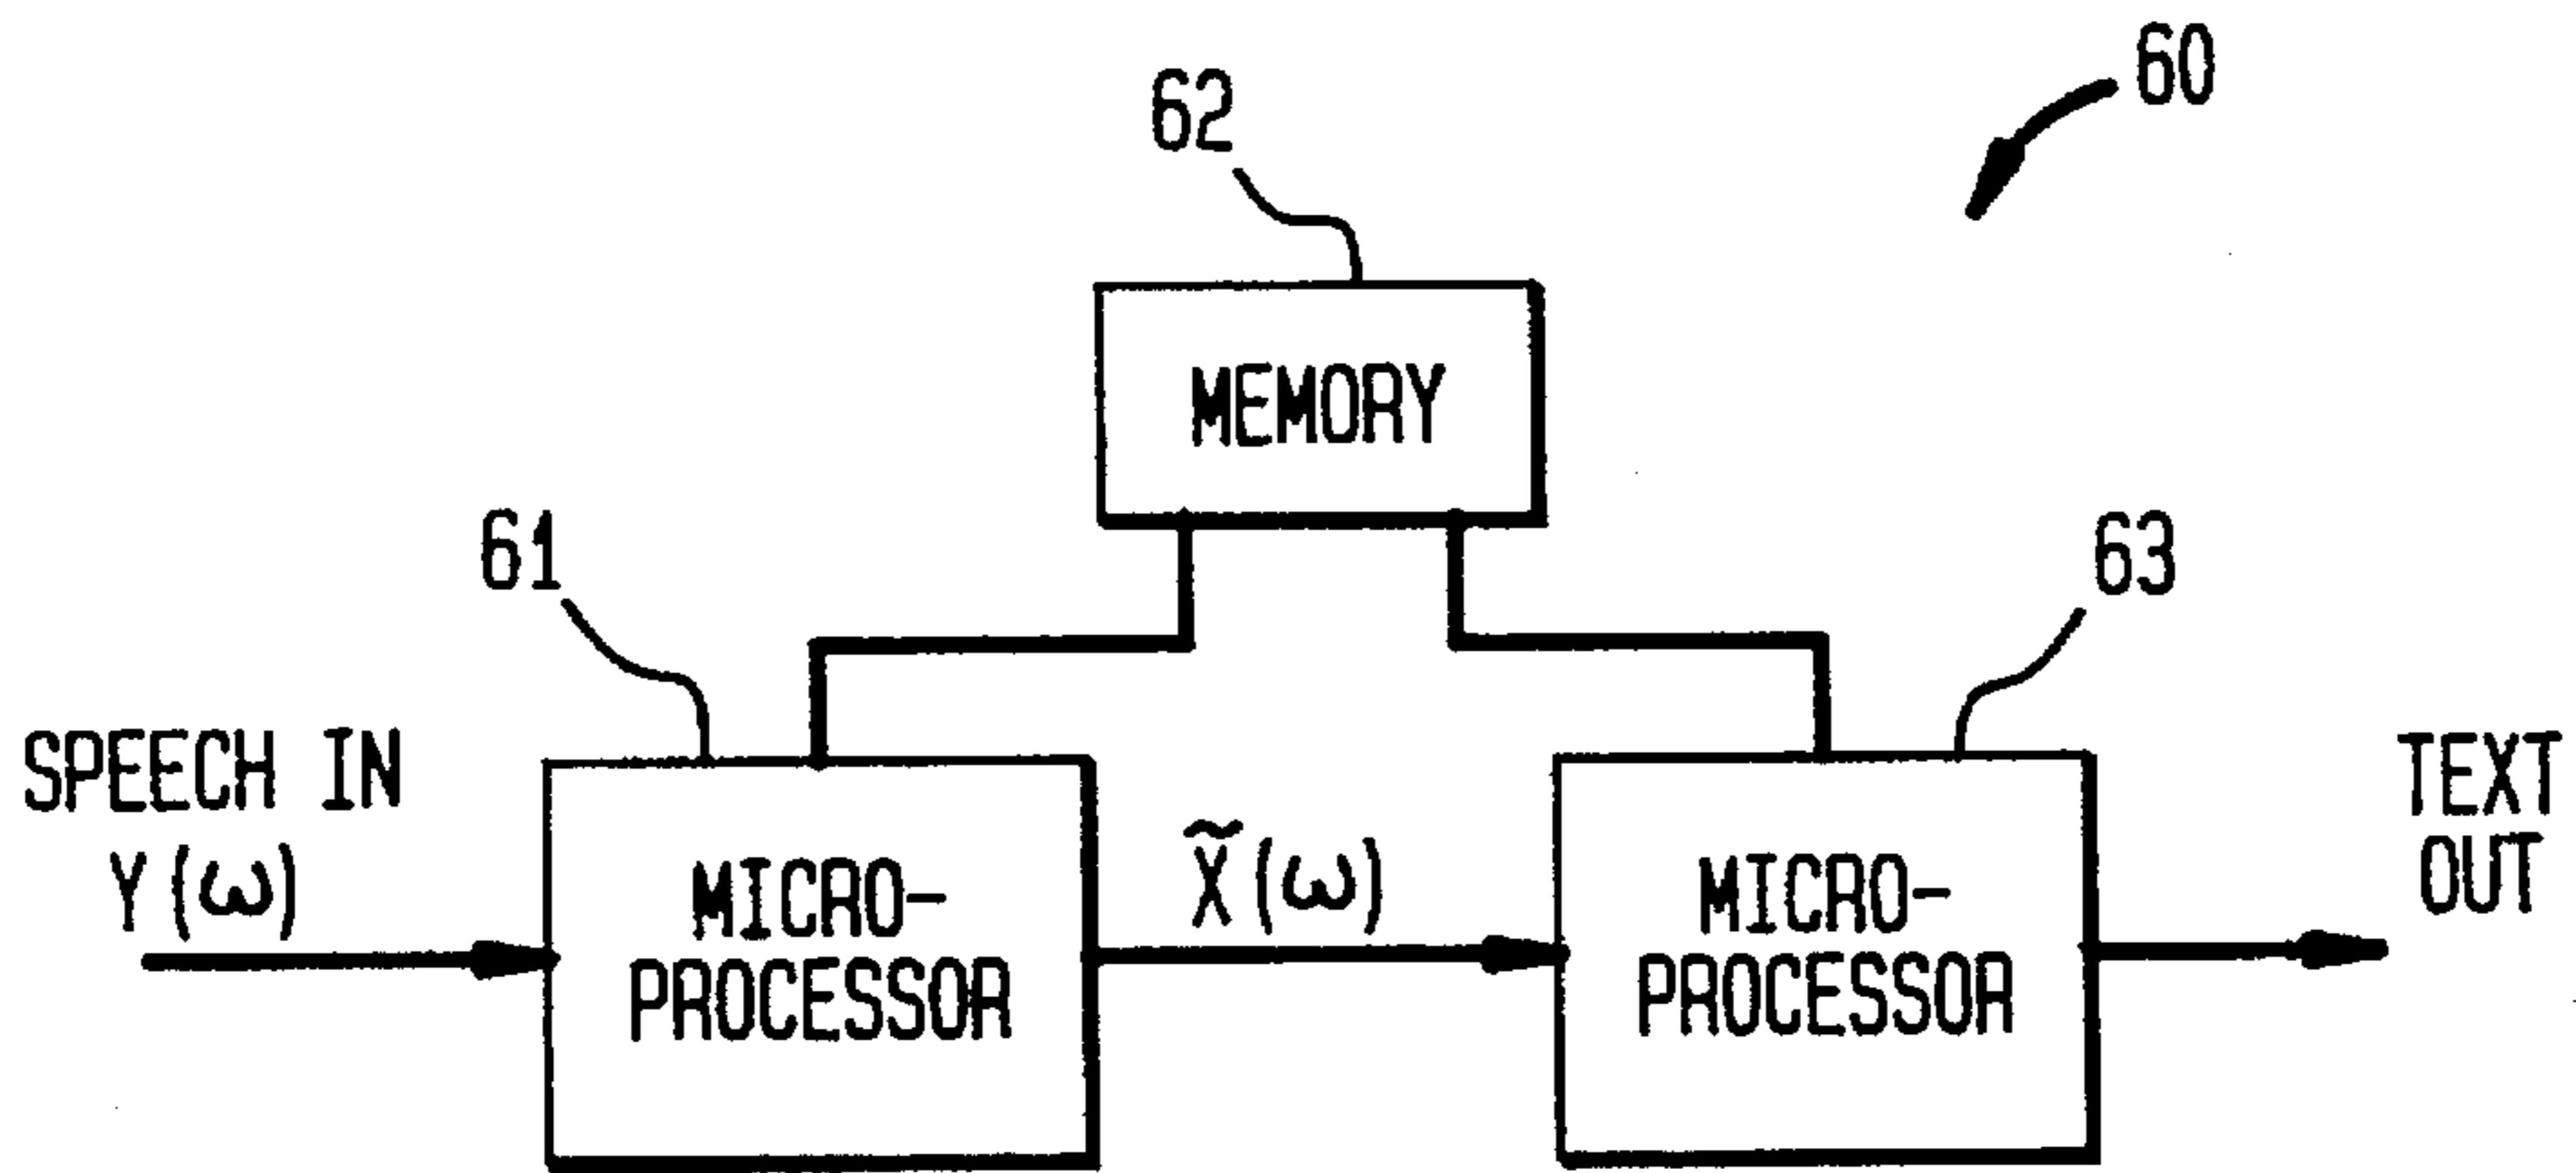 60
62
MEMORY
61
63
SPEECH IN
Y(ω)
MICRO-
PROCESSOR
X̃(ω)
MICRO-
PROCESSOR
TEXT
OUT